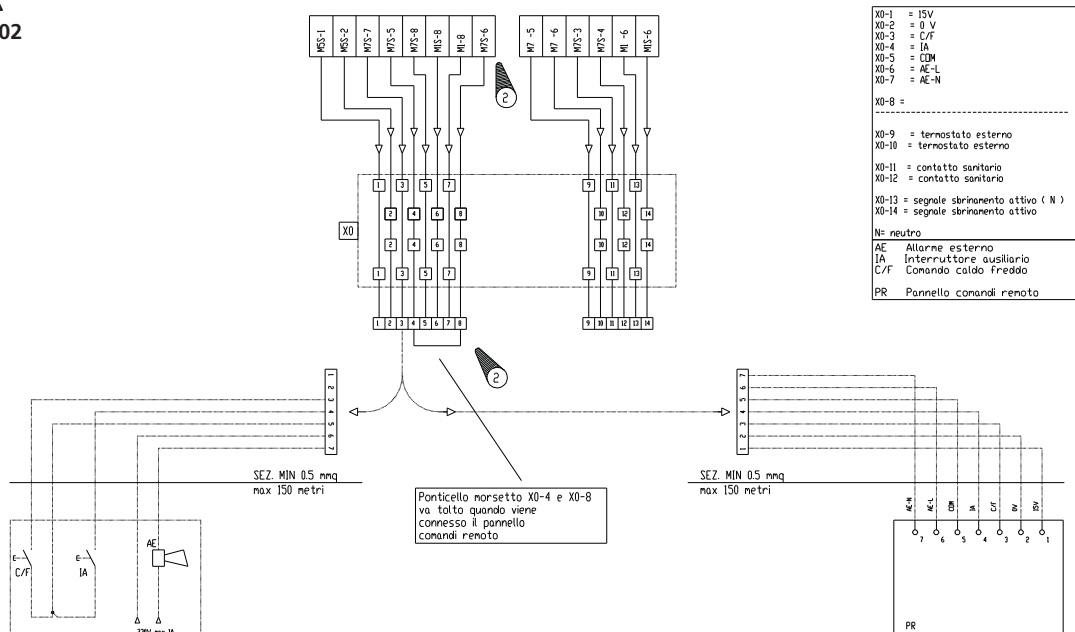 A
02
M5S-1 M5S-2 M7S-7 M7S-5 M7S-8 M1S-8 M1-8 M7S-6
M7 -5 M7 -6 M7S-3 M7S-4 M1 -6 M1S-6
2
X0-1 = 15V
X0-2 = 0 V
X0-3 = C/F
X0-4 = IA
X0-5 = COM
X0-6 = AE-L
X0-7 = AE-N
X0-8 =
X0-9 = termostato esterno
X0-10 = termostato esterno
X0-11 = contatto sanitario
X0-12 = contatto sanitario
X0-13 = segnale sbrinamento attivo ( N )
X0-14 = segnale sbrinamento attivo
N= neutro
AE Allarme esterno
IA Interruttore ausiliario
C/F Comando caldo freddo
PR Pannello comandi remoto
1 3 5 7
9 11 13
2 4 6 8
10 12 14
X0
2 4 6 8
10 12 14
1 3 5 7
9 11 13
1 2 3 4 5 6 7 8
9 10 11 12 13 14
2
1
2
3
4
5
6
7
7
6
5
4
3
2
1
SEZ. MIN 0.5 mmq
max 150 metri
SEZ. MIN 0.5 mmq
max 150 metri
Ponticello morsetto X0-4 e X0-8
va tolto quando viene
connesso il pannello
comandi remoto
AE-N AE-L COM IA C/F 0V 15V
7 6 5 4 3 2 1
AE
C/F
IA
PR